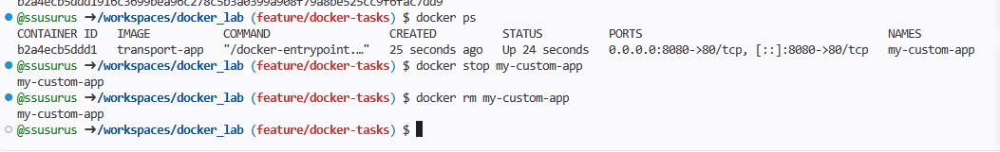 b2a4ecb5ddd1916c3699bea96c278c5b3a0399a908f79a8be525cc9f6fac7dd9
@ssusurus ➜/workspaces/docker_lab (feature/docker-tasks) $ docker ps
CONTAINER ID   IMAGE           COMMAND                  CREATED          STATUS          PORTS                                     NAMES
b2a4ecb5ddd1   transport-app   "/docker-entrypoint.…"   25 seconds ago   Up 24 seconds   0.0.0.0:8080->80/tcp, [::]:8080->80/tcp   my-custom-app
@ssusurus ➜/workspaces/docker_lab (feature/docker-tasks) $ docker stop my-custom-app
my-custom-app
@ssusurus ➜/workspaces/docker_lab (feature/docker-tasks) $ docker rm my-custom-app
my-custom-app
@ssusurus ➜/workspaces/docker_lab (feature/docker-tasks) $